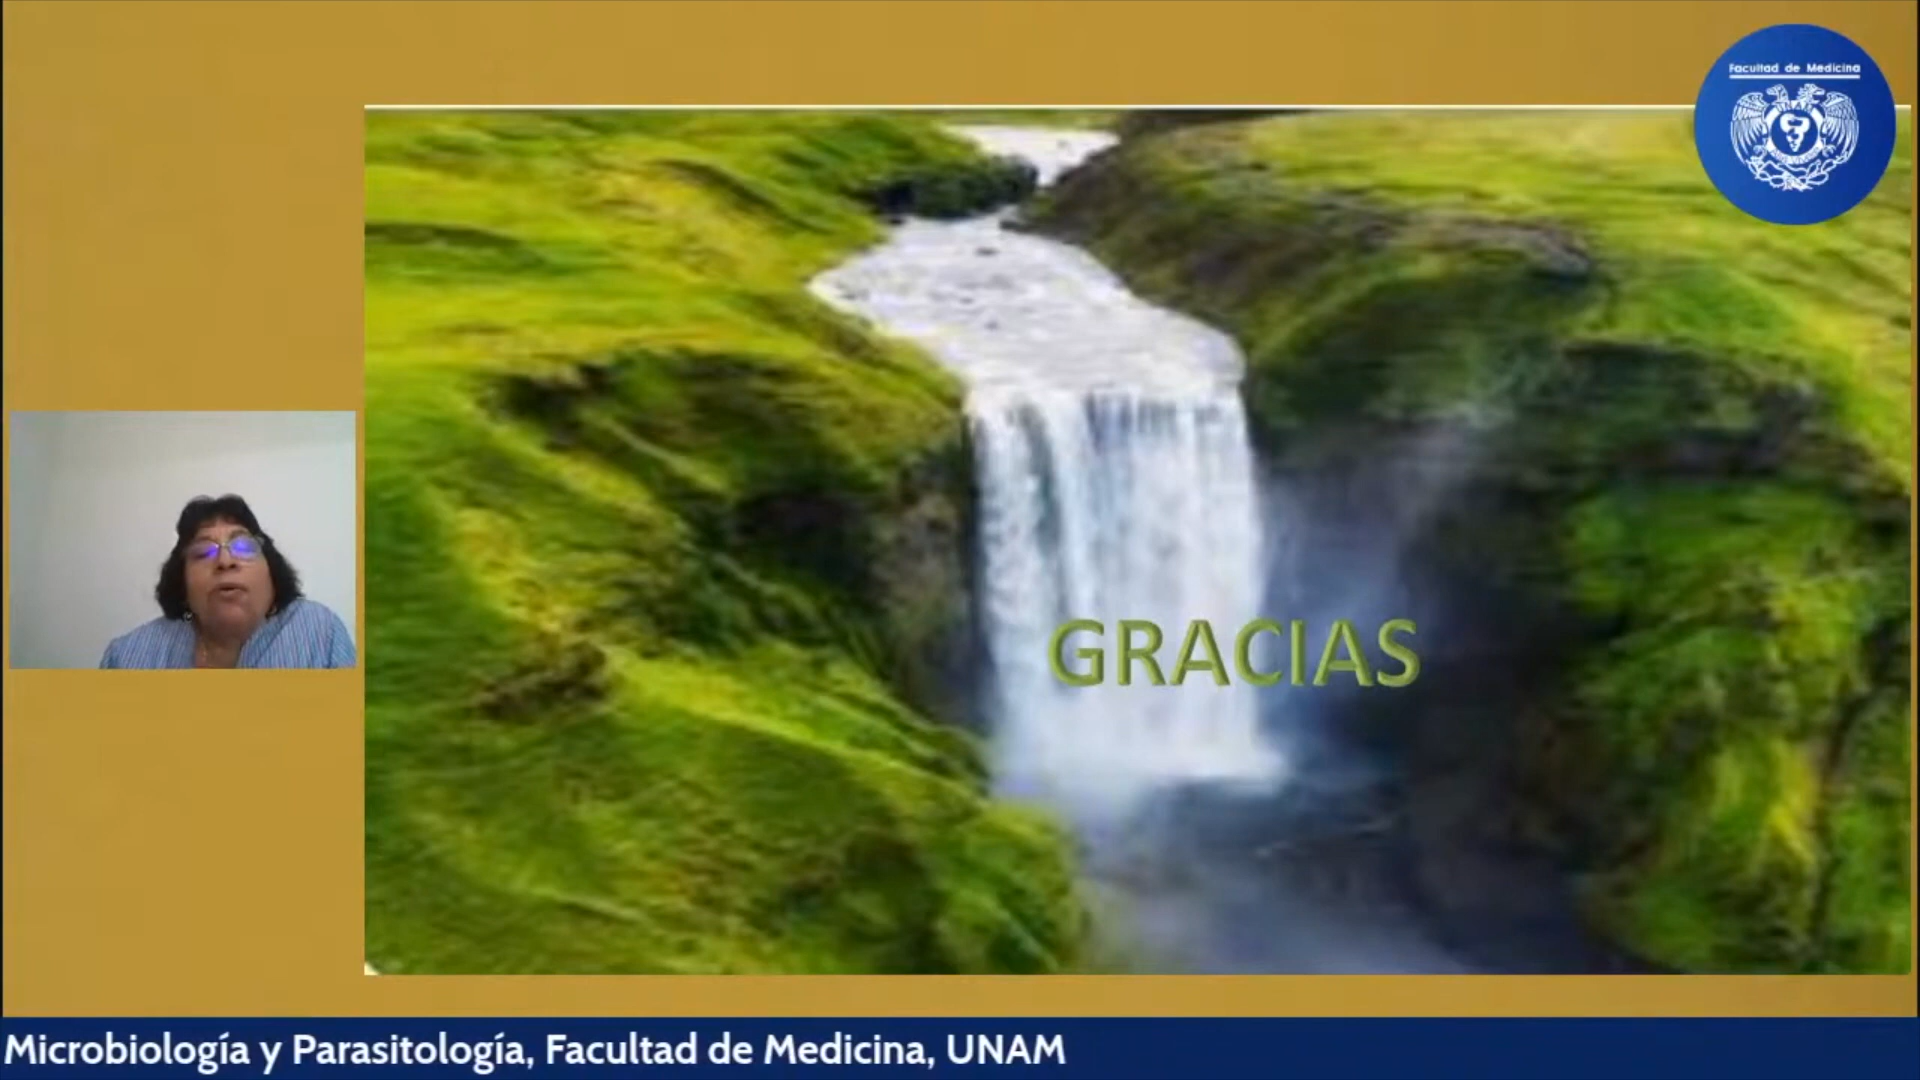 Facultad de Medicina
GRACIAS
Microbiología y Parasitología, Facultad de Medicina, UNAM